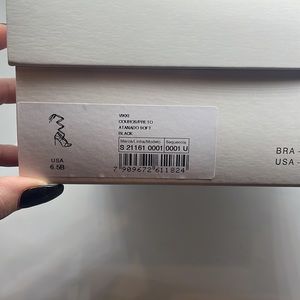 VIKKI
COURO/S/PRETO
ATANADO SOFT
BLACK
Marca/Linha/Modelo Sequencia
S 21161 0001 0001 U
USA
6.5B
7 909672 611824
BRA -
USA -